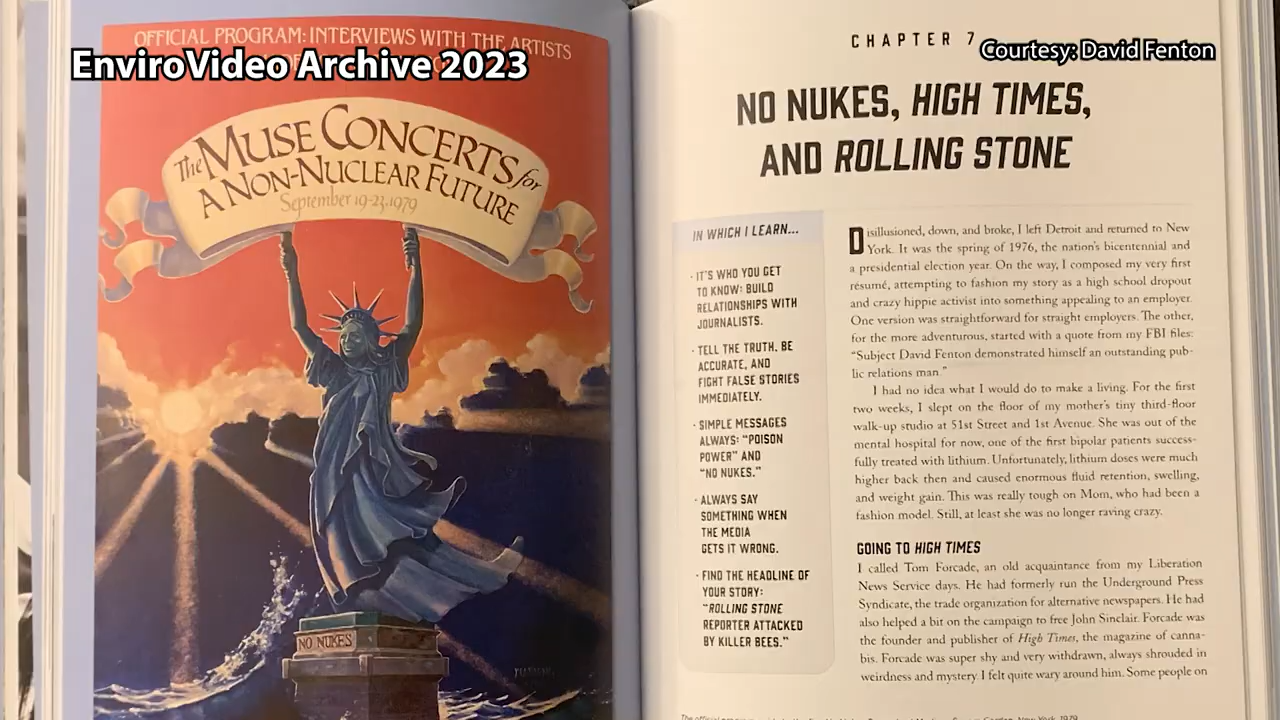 OFFICIAL PROGRAM: INTERVIEWS WITH THE ARTISTS
EnviroVideo Archive 2023
The MUSE CONCERTS for
A NON-NUCLEAR FUTURE
September 19-23, 1979
NO NUKES
CHAPTER 7
Courtesy: David Fenton
NO NUKES, HIGH TIMES,
AND ROLLING STONE
IN WHICH I LEARN...
· IT'S WHO YOU GET
TO KNOW: BUILD
RELATIONSHIPS WITH
JOURNALISTS.
· TELL THE TRUTH. BE
ACCURATE, AND
FIGHT FALSE STORIES
IMMEDIATELY.
· SIMPLE MESSAGES
ALWAYS: "POISON
POWER" AND
"NO NUKES."
· ALWAYS SAY
SOMETHING WHEN
THE MEDIA
GETS IT WRONG.
· FIND THE HEADLINE OF
YOUR STORY:
"ROLLING STONE
REPORTER ATTACKED
BY KILLER BEES."
Disillusioned, down, and broke, I left Detroit and returned to New
York. It was the spring of 1976, the nation's bicentennial and
a presidential election year. On the way, I composed my very first
résumé, attempting to fashion my story as a high school dropout
and crazy hippie activist into something appealing to an employer.
One version was straightforward for straight employers. The other,
for the more adventurous, started with a quote from my FBI files:
"Subject David Fenton demonstrated himself an outstanding pub-
lic relations man."
I had no idea what I would do to make a living. For the first
two weeks, I slept on the floor of my mother's tiny third-floor
walk-up studio at 51st Street and 1st Avenue. She was out of the
mental hospital for now, one of the first bipolar patients success-
fully treated with lithium. Unfortunately, lithium doses were much
higher back then and caused enormous fluid retention, swelling,
and weight gain. This was really tough on Mom, who had been a
fashion model. Still, at least she was no longer raving crazy.
GOING TO HIGH TIMES
I called Tom Forcade, an old acquaintance from my Liberation
News Service days. He had formerly run the Underground Press
Syndicate, the trade organization for alternative newspapers. He had
also helped a bit on the campaign to free John Sinclair. Forcade was
the founder and publisher of High Times, the magazine of canna-
bis. Forcade was super shy and very withdrawn, always shrouded in
weirdness and mystery. I felt quite wary around him. Some people on